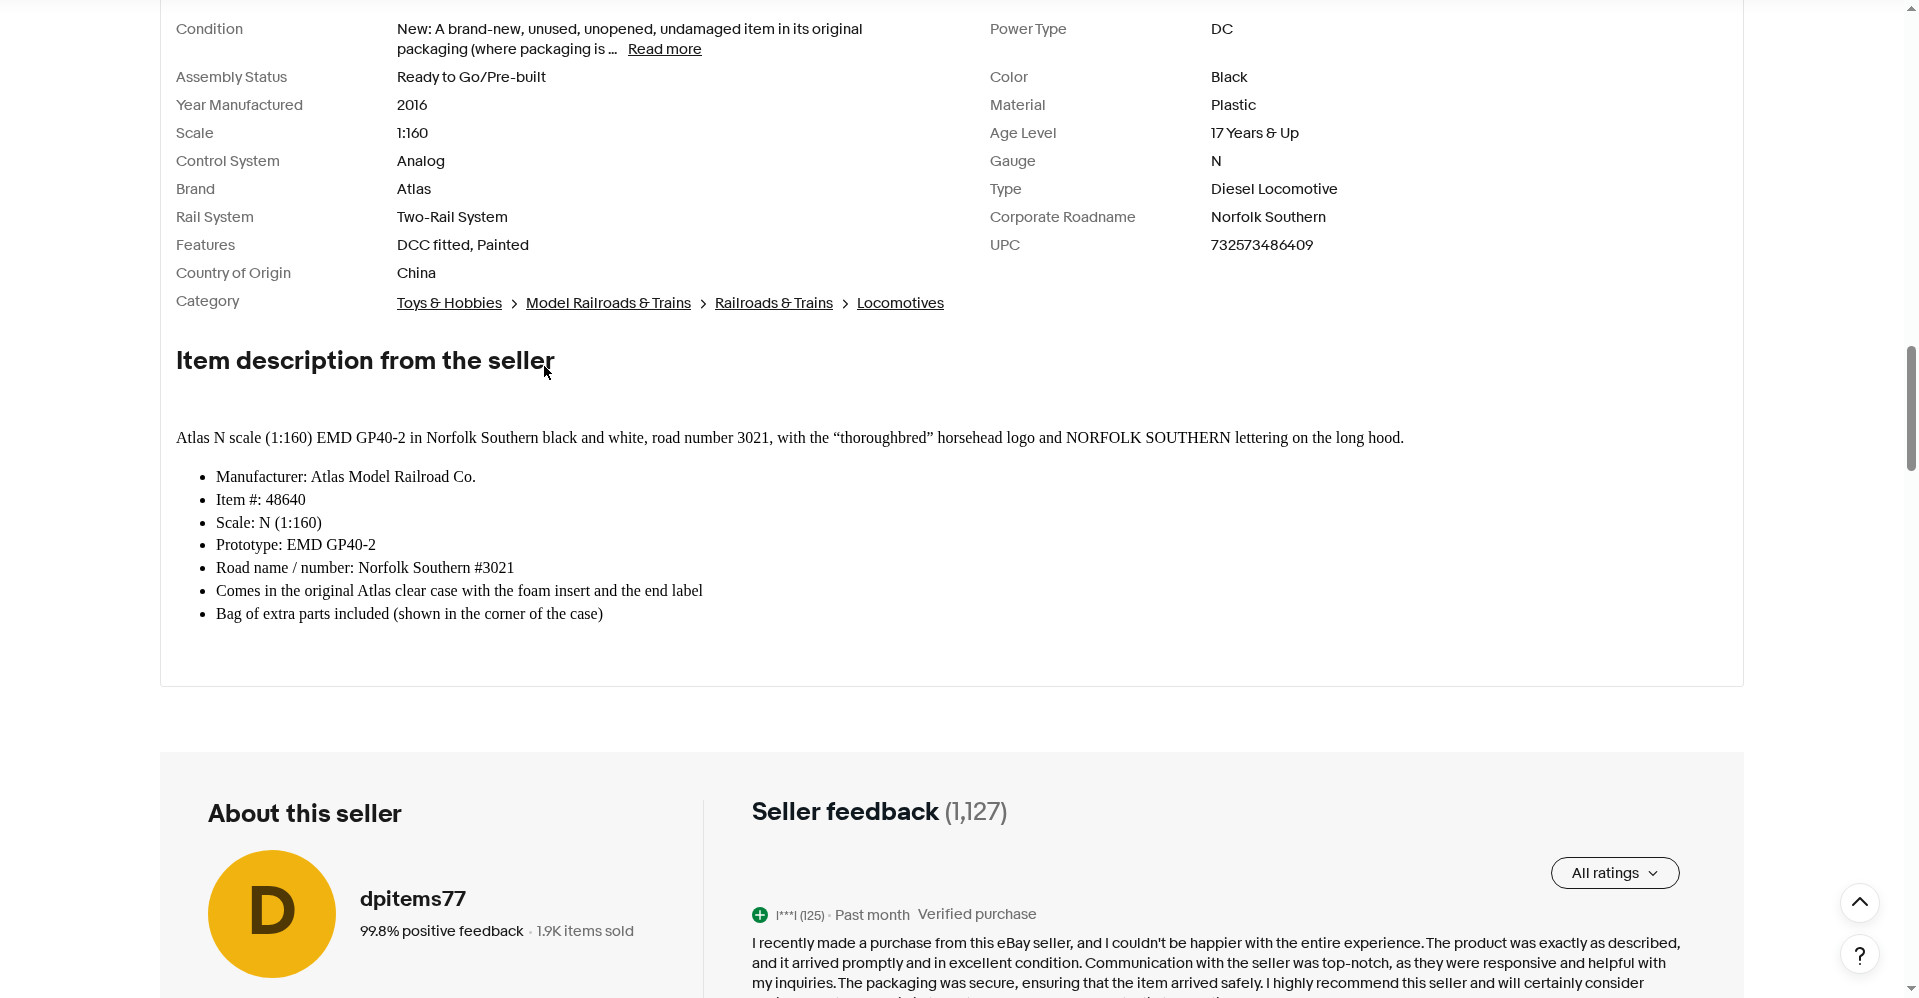 Condition New: A brand-new, unused, unopened, undamaged item in its original
packaging (where packaging is ... Read more
Power Type DC
Assembly Status Ready to Go/Pre-built
Color Black
Year Manufactured 2016
Material Plastic
Scale 1:160
Age Level 17 Years & Up
Control System Analog
Gauge N
Brand Atlas
Type Diesel Locomotive
Rail System Two-Rail System
Corporate Roadname Norfolk Southern
Features DCC fitted, Painted
UPC 732573486409
Country of Origin China
Category Toys & Hobbies > Model Railroads & Trains > Railroads & Trains > Locomotives
Item description from the seller
Atlas N scale (1:160) EMD GP40-2 in Norfolk Southern black and white, road number 3021, with the “thoroughbred” horsehead logo and NORFOLK SOUTHERN lettering on the long hood.
• Manufacturer: Atlas Model Railroad Co.
• Item #: 48640
• Scale: N (1:160)
• Prototype: EMD GP40-2
• Road name / number: Norfolk Southern #3021
• Comes in the original Atlas clear case with the foam insert and the end label
• Bag of extra parts included (shown in the corner of the case)
About this seller
D
dpitems77
99.8% positive feedback · 1.9K items sold
Seller feedback (1,127)
All ratings
l***l (125) · Past month Verified purchase
I recently made a purchase from this eBay seller, and I couldn't be happier with the entire experience. The product was exactly as described,
and it arrived promptly and in excellent condition. Communication with the seller was top-notch, as they were responsive and helpful with
my inquiries. The packaging was secure, ensuring that the item arrived safely. I highly recommend this seller and will certainly consider
?